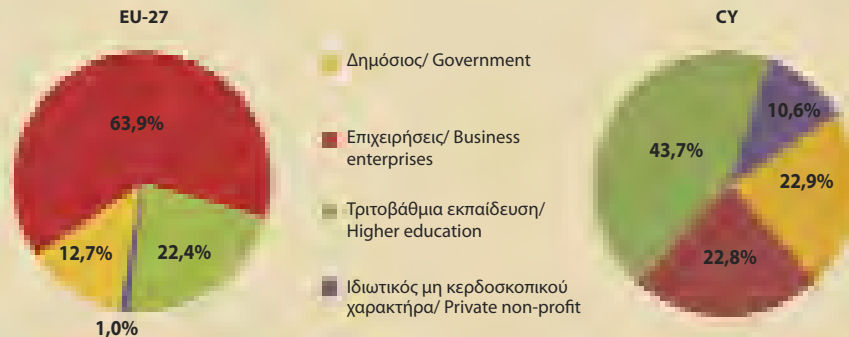 EU-27
63,9%
12,7%
22,4%
1,0%
Δημόσιος/ Government
Επιχειρήσεις/ Business
enterprises
Τριτοβάθμια εκπαίδευση/
Higher education
Ιδιωτικός μη κερδοσκοπικού
χαρακτήρα/ Private non-profit
CY
10,6%
43,7%
22,9%
22,8%